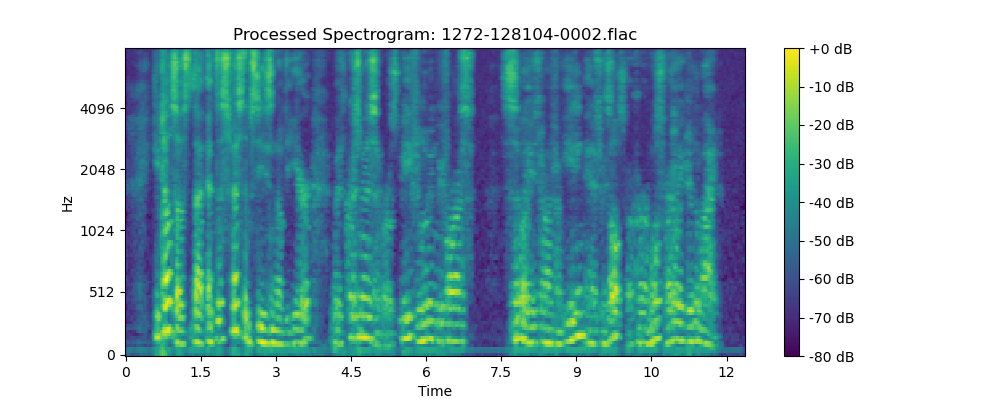 Processed Spectrogram: 1272-128104-0002.flac
+0 dB
4096
-10 dB
-20 dB
2048
-30 dB
Hz
1024
-40 dB
-50 dB
512
-60 dB
-70 dB
0
-80 dB
0 1.5 3 4.5 6 7.5 9 10 12
Time